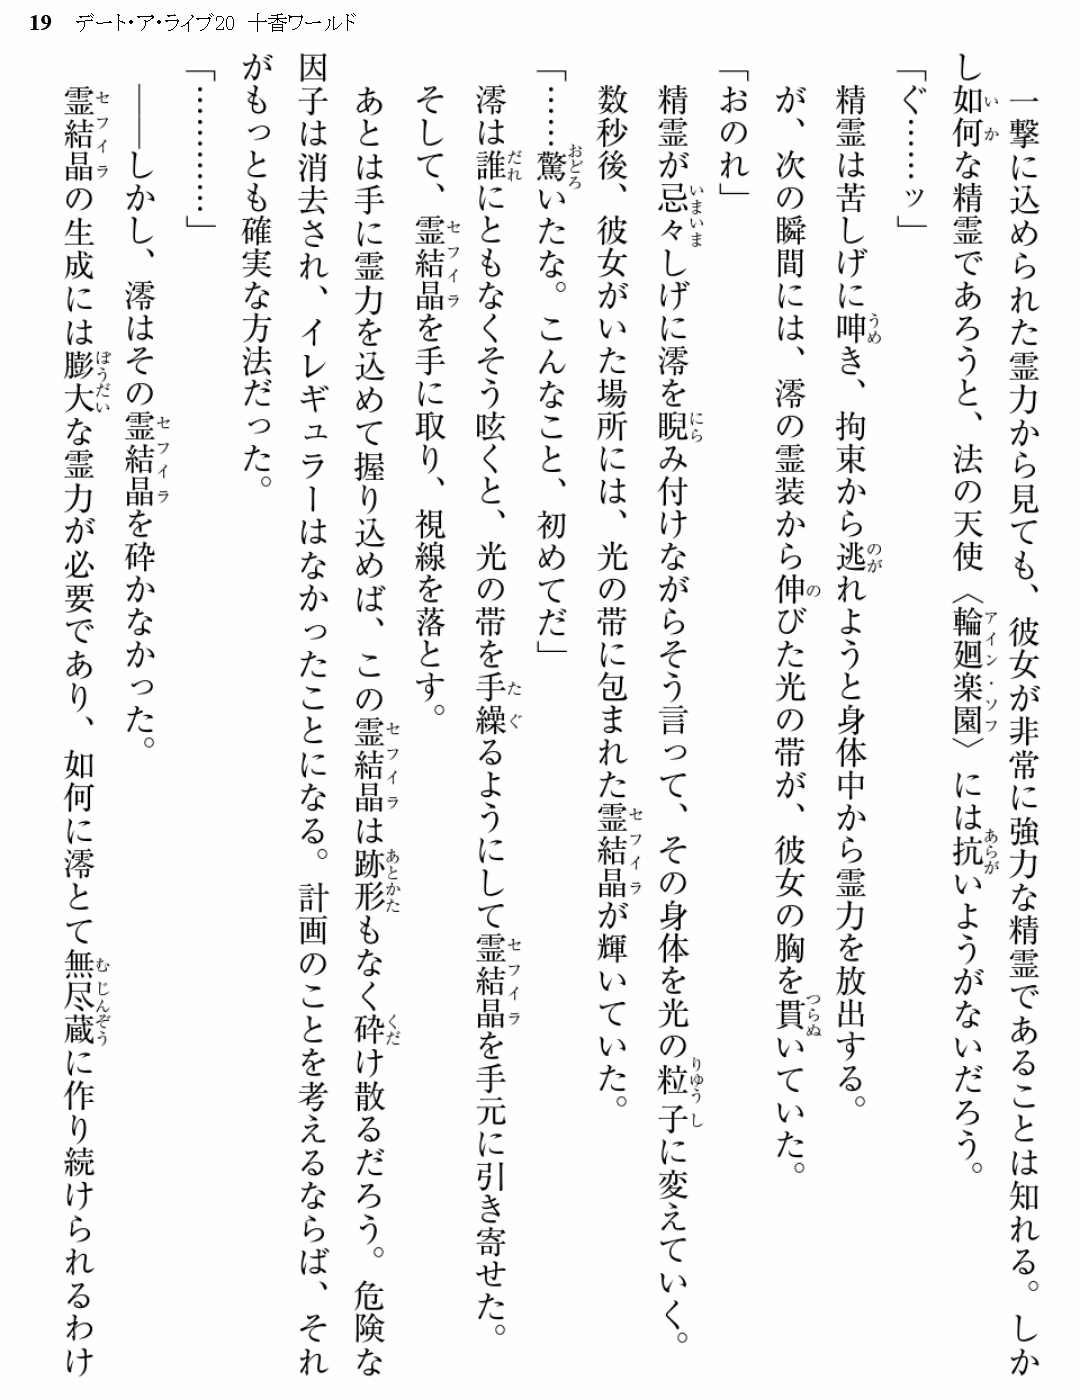 19 デート・ア・ライブ20 十香ワールド
一撃に込められた霊力から見ても、彼女が非常に強力な精霊であることは知れる。しか
し如何な精霊であろうと、法の天使〈輪廻楽園〉には抗いようがないだろう。
「ぐ……ッ」
精霊は苦しげに呻き、拘束から逃れようと身体中から霊力を放出する。
が、次の瞬間には、澪の霊装から伸びた光の帯が、彼女の胸を貫いていた。
「おのれ」
精霊が忌々しげに澪を睨み付けながらそう言って、その身体を光の粒子に変えていく。
数秒後、彼女がいた場所には、光の帯に包まれた霊結晶が輝いていた。
「……驚いたな。こんなこと、初めてだ」
澪は誰にともなくそう呟くと、光の帯を手繰るようにして霊結晶を手元に引き寄せた。
そして、霊結晶を手に取り、視線を落とす。
あとは手に霊力を込めて握り込めば、この霊結晶は跡形もなく砕け散るだろう。危険な
因子は消去され、イレギュラーはなかったことになる。計画のことを考えるならば、それ
がもっとも確実な方法だった。
「…………」
――しかし、澪はその霊結晶を砕かなかった。
霊結晶の生成には膨大な霊力が必要であり、如何に澪とて無尽蔵に作り続けられるわけ